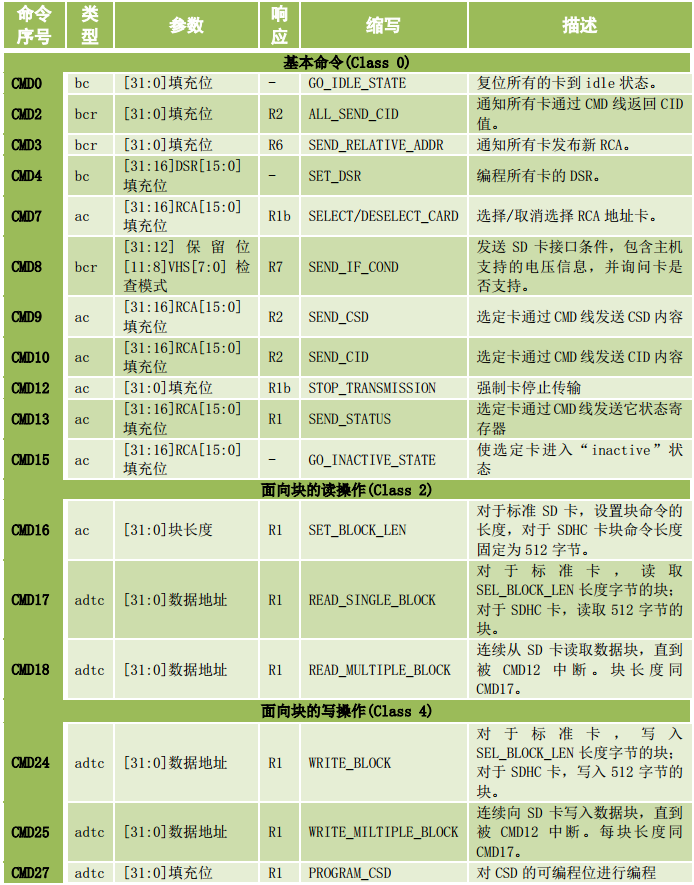 命令序号 类型 参数 响应 缩写 描述
基本命令(Class 0)
CMD0 bc [31:0]填充位 - GO_IDLE_STATE 复位所有的卡到 idle 状态。
CMD2 bcr [31:0]填充位 R2 ALL_SEND_CID 通知所有卡通过 CMD 线返回 CID
值。
CMD3 bcr [31:0]填充位 R6 SEND_RELATIVE_ADDR 通知所有卡发布新 RCA。
CMD4 bc [31:16]DSR[15:0]
填充位 - SET_DSR 编程所有卡的 DSR。
CMD7 ac [31:16]RCA[15:0]
填充位 R1b SELECT/DESELECT_CARD 选择/取消选择 RCA 地址卡。
CMD8 bcr [31:12] 保留位
[11:8]VHS[7:0] 检
查模式 R7 SEND_IF_COND 发送 SD 卡接口条件，包含主机
支持的电压信息，并询问卡是
否支持。
CMD9 ac [31:16]RCA[15:0]
填充位 R2 SEND_CSD 选定卡通过 CMD 线发送 CSD 内容
CMD10 ac [31:16]RCA[15:0]
填充位 R2 SEND_CID 选定卡通过 CMD 线发送 CID 内容
CMD12 ac [31:0]填充位 R1b STOP_TRANSMISSION 强制卡停止传输
CMD13 ac [31:16]RCA[15:0]
填充位 R1 SEND_STATUS 选定卡通过 CMD 线发送它状态寄
存器
CMD15 ac [31:16]RCA[15:0]
填充位 - GO_INACTIVE_STATE 使选定卡进入“inactive”状
态
面向块的读操作(Class 2)
CMD16 ac [31:0]块长度 R1 SET_BLOCK_LEN 对于标准 SD 卡，设置块命令的
长度，对于 SDHC 卡块命令长度
固定为 512 字节。
CMD17 adtc [31:0]数据地址 R1 READ_SINGLE_BLOCK 对于标准卡，读取
SEL_BLOCK_LEN 长度字节的块；
对于 SDHC 卡，读取 512 字节的
块。
CMD18 adtc [31:0]数据地址 R1 READ_MULTIPLE_BLOCK 连续从 SD 卡读取数据块，直到
被 CMD12 中断。块长度同
CMD17。
面向块的写操作(Class 4)
CMD24 adtc [31:0]数据地址 R1 WRITE_BLOCK 对于标准卡，写入
SEL_BLOCK_LEN 长度字节的块；
对于 SDHC 卡，写入 512 字节的
块。
CMD25 adtc [31:0]数据地址 R1 WRITE_MILTIPLE_BLOCK 连续向 SD 卡写入数据块，直到
被 CMD12 中断。每块长度同
CMD17。
CMD27 adtc [31:0]填充位 R1 PROGRAM_CSD 对 CSD 的可编程位进行编程